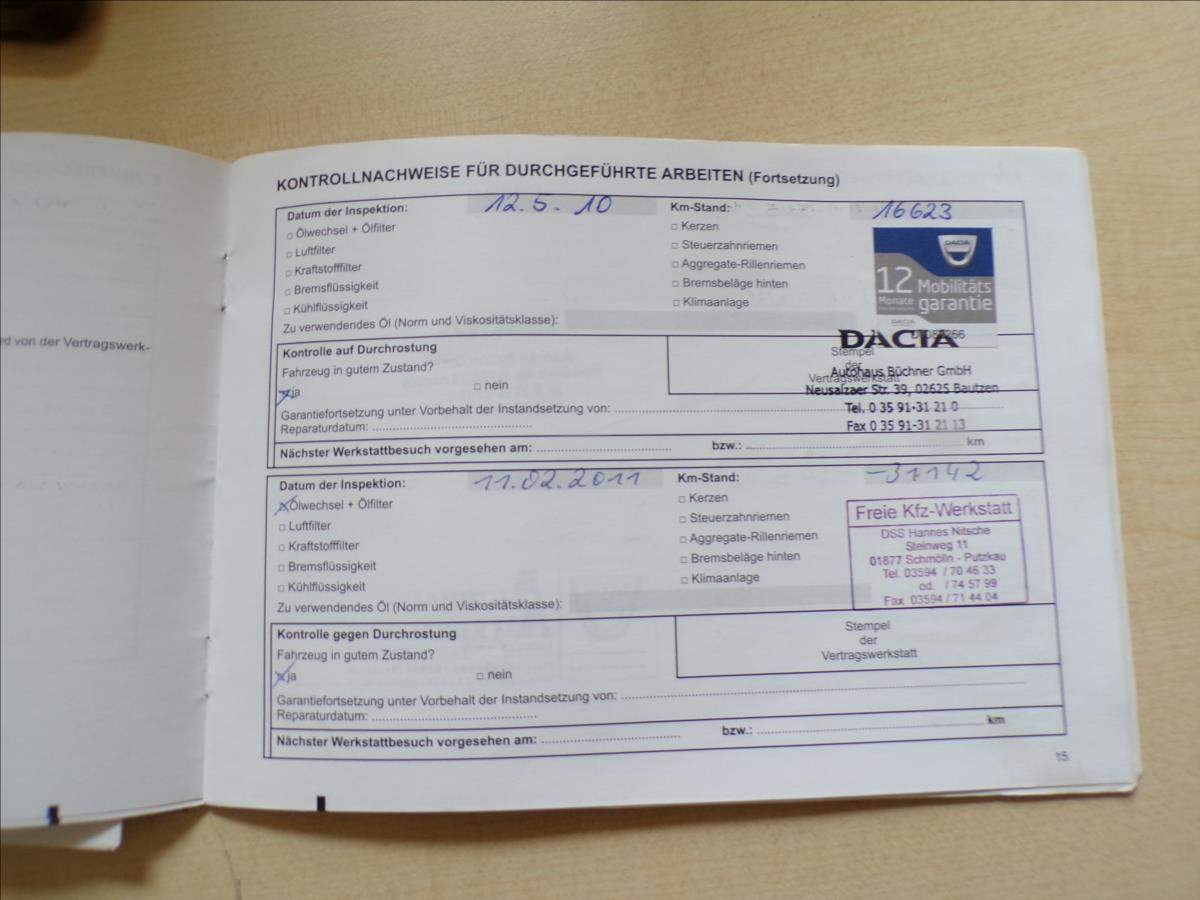 rd von der Vertragswerk-
KONTROLLNACHWEISE FÜR DURCHGEFÜHRTE ARBEITEN (Fortsetzung)
Datum der Inspektion: 12.5.10 Km-Stand: 16623
□ Ölwechsel + Ölfilter □ Kerzen
□ Luftfilter □ Steuerzahnriemen
□ Kraftstofffilter □ Aggregate-Rillenriemen
□ Bremsflüssigkeit □ Bremsbeläge hinten
□ Kühlflüssigkeit □ Klimaanlage
Zu verwendendes Öl (Norm und Viskositätsklasse):
DACIA
12 Mobilitäts
Monate garantie
DACIA
DACIA
Kontrolle auf Durchrostung
Fahrzeug in gutem Zustand?
ja □ nein
Stempel
der
Vertragswerkstatt
Autohaus Büchner GmbH
Neusalzaer Str. 39, 02625 Bautzen
Tel. 0 35 91-31 21 0
Fax 0 35 91-31 21 13
Garantiefortsetzung unter Vorbehalt der Instandsetzung von:
Reparaturdatum:
Nächster Werkstattbesuch vorgesehen am: bzw.: km
Datum der Inspektion: 11.02.2011 Km-Stand: -37142
Ölwechsel + Ölfilter □ Kerzen
□ Luftfilter □ Steuerzahnriemen
□ Kraftstofffilter □ Aggregate-Rillenriemen
□ Bremsflüssigkeit □ Bremsbeläge hinten
□ Kühlflüssigkeit □ Klimaanlage
Zu verwendendes Öl (Norm und Viskositätsklasse):
Freie Kfz-Werkstatt
DSS Hannes Nitsche
Steinweg 11
01877 Schmölln - Putzkau
Tel. 03594 / 70 46 33
od. / 74 57 99
Fax 03594 / 71 44 04
Kontrolle gegen Durchrostung
Fahrzeug in gutem Zustand?
ja □ nein
Stempel
der
Vertragswerkstatt
Garantiefortsetzung unter Vorbehalt der Instandsetzung von:
Reparaturdatum:
Nächster Werkstattbesuch vorgesehen am: bzw.: km
15